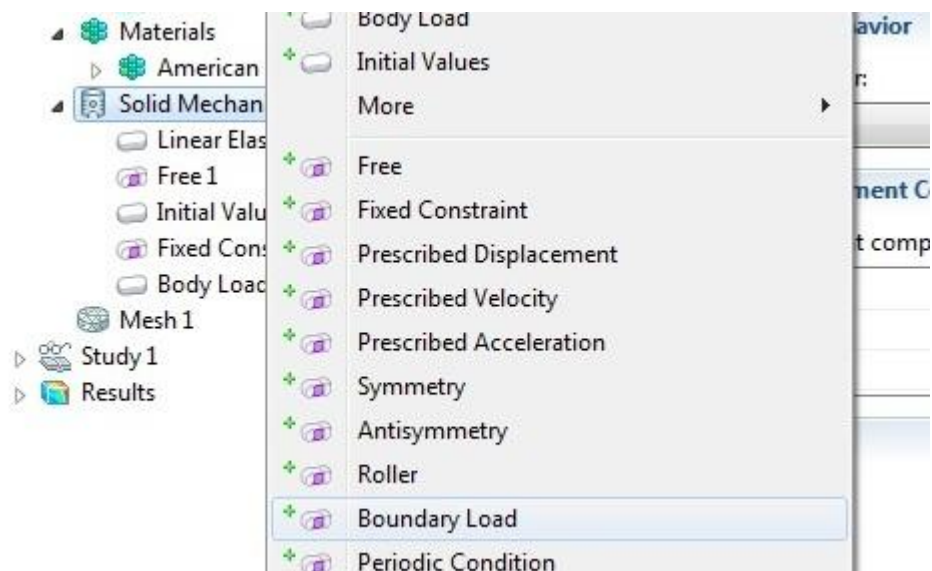 Materials
American
Solid Mechan
Linear Elas
Free 1
Initial Valu
Fixed Cons
Body Load
Mesh 1
Study 1
Results
Body Load
Initial Values
More
Free
Fixed Constraint
Prescribed Displacement
Prescribed Velocity
Prescribed Acceleration
Symmetry
Antisymmetry
Roller
Boundary Load
Periodic Condition
avior
r:
ment C
t comp